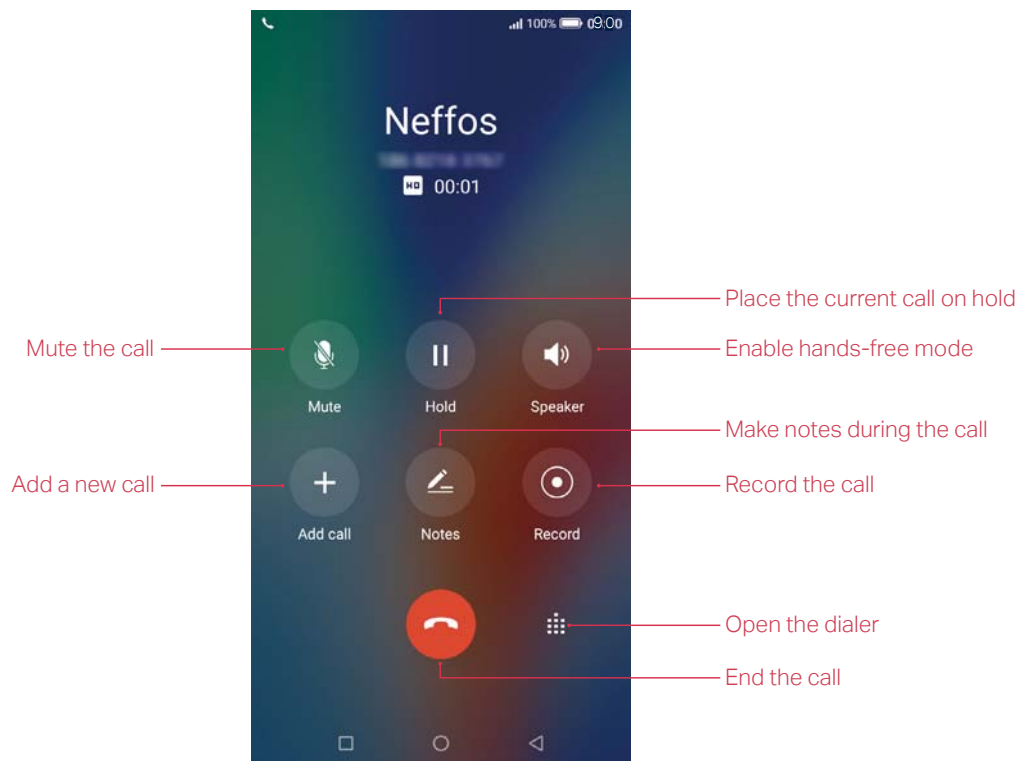 100% 09:00
Neffos
HD 00:01
Place the current call on hold
Mute the call
Enable hands-free mode
Mute
Hold
Speaker
Make notes during the call
Add a new call
Record the call
Add call
Notes
Record
Open the dialer
End the call